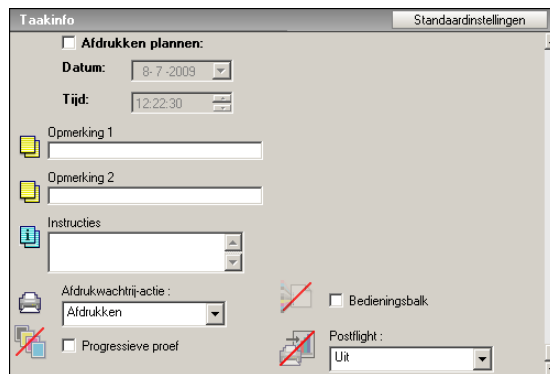 Taakinfo
Standaardinstellingen
Afdrukken plannen:
Datum:
8- 7 -2009
Tijd:
12:22:30
Opmerking 1
Opmerking 2
Instructies
Afdrukwachtrij-actie :
Afdrukken
Bedieningsbalk
Progressieve proef
Postflight :
Uit